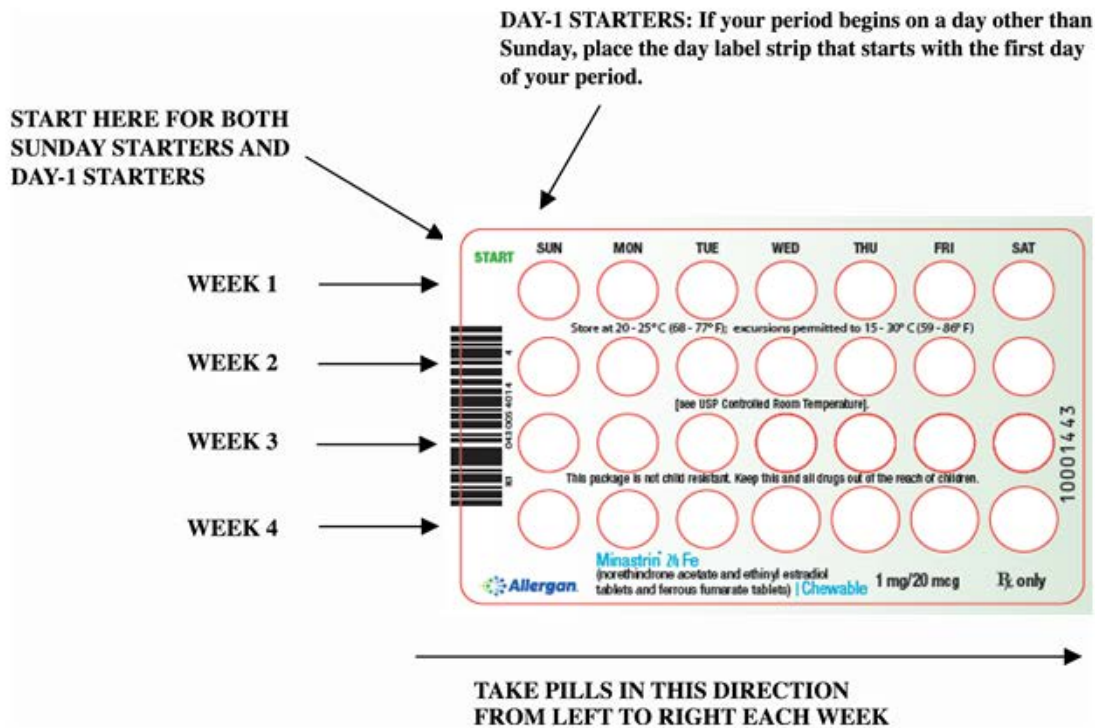 DAY-1 STARTERS: If your period begins on a day other than
Sunday, place the day label strip that starts with the first day
of your period.
START HERE FOR BOTH
SUNDAY STARTERS AND
DAY-1 STARTERS
START
SUN MON TUE WED THU FRI SAT
WEEK 1
Store at 20 - 25° C (68 - 77° F); excursions permitted to 15 - 30° C (59 - 86° F)
WEEK 2
[see USP Controlled Room Temperature].
WEEK 3
This package is not child resistant. Keep this and all drugs out of the reach of children.
WEEK 4
4
0430 005 4014
83
10001443
Minastrin® 24 Fe
(norethindrone acetate and ethinyl estradiol
tablets and ferrous fumarate tablets) | Chewable 1 mg/20 mcg ℞ only
Allergan
TAKE PILLS IN THIS DIRECTION
FROM LEFT TO RIGHT EACH WEEK